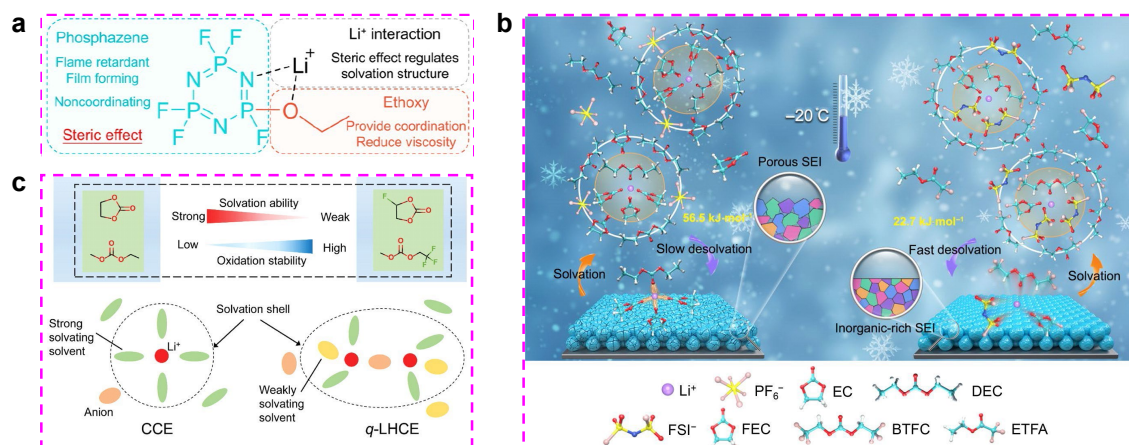 a
Phosphazene
Flame retardant
Film forming
Noncoordinating
Steric effect
F F
P
N N
F F
P P
N
F F
Li+
O
Li+ interaction
Steric effect regulates
solvation structure
Ethoxy
Provide coordination
Reduce viscosity
b
−20℃
Porous SEI
56.5 kJ mol−1
22.7 kJ mol−1
Slow desolvation
Fast desolvation
Solvation
Solvation
Inorganic-rich SEI
Li+
PF6−
EC
DEC
FSI−
FEC
BTFC
ETFA
c
Solvation ability
Strong
Weak
Low
High
Oxidation stability
Strong
solvating
solvent
Solvation shell
Li+
Weakly
solvating
solvent
Anion
CCE
q-LHCE